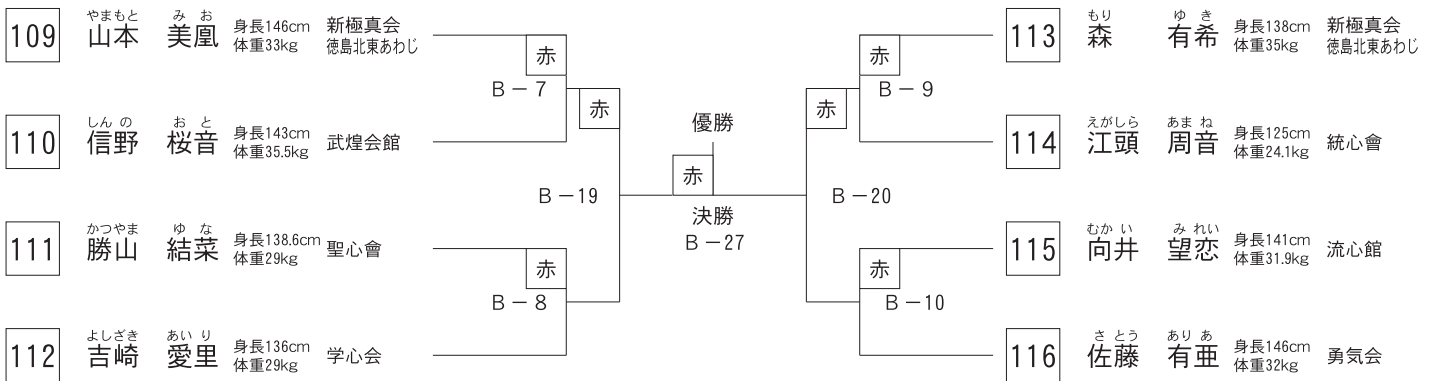 109 山本 美凰 やまもと みお 身長146cm 体重33kg 新極真会 徳島北東あわじ
110 信野 桜音 しんの おと 身長143cm 体重35.5kg 武煌会館
111 勝山 結菜 かつやま ゆな 身長138.6cm 体重29kg 聖心會
112 吉崎 愛里 よしざき あいり 身長136cm 体重29kg 学心会
赤
B－7
赤
B－19
赤
B－8
優勝
赤
決勝
B－27
赤
B－9
赤
B－20
赤
B－10
113 森 有希 もり ゆき 身長138cm 体重35kg 新極真会 徳島北東あわじ
114 江頭 周音 えがしら あまね 身長125cm 体重24.1kg 統心會
115 向井 望恋 むかい みれい 身長141cm 体重31.9kg 流心館
116 佐藤 有亜 さとう ありあ 身長146cm 体重32kg 勇気会